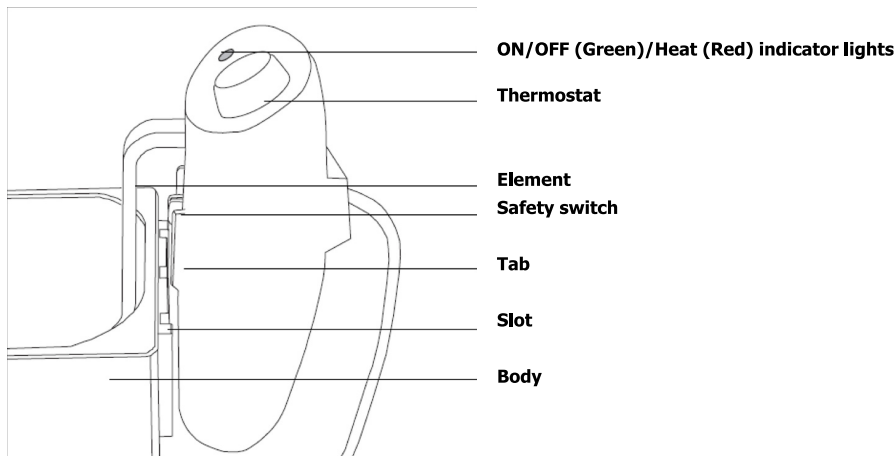 ON/OFF (Green)/Heat (Red) indicator lights
Thermostat
Element
Safety switch
Tab
Slot
Body